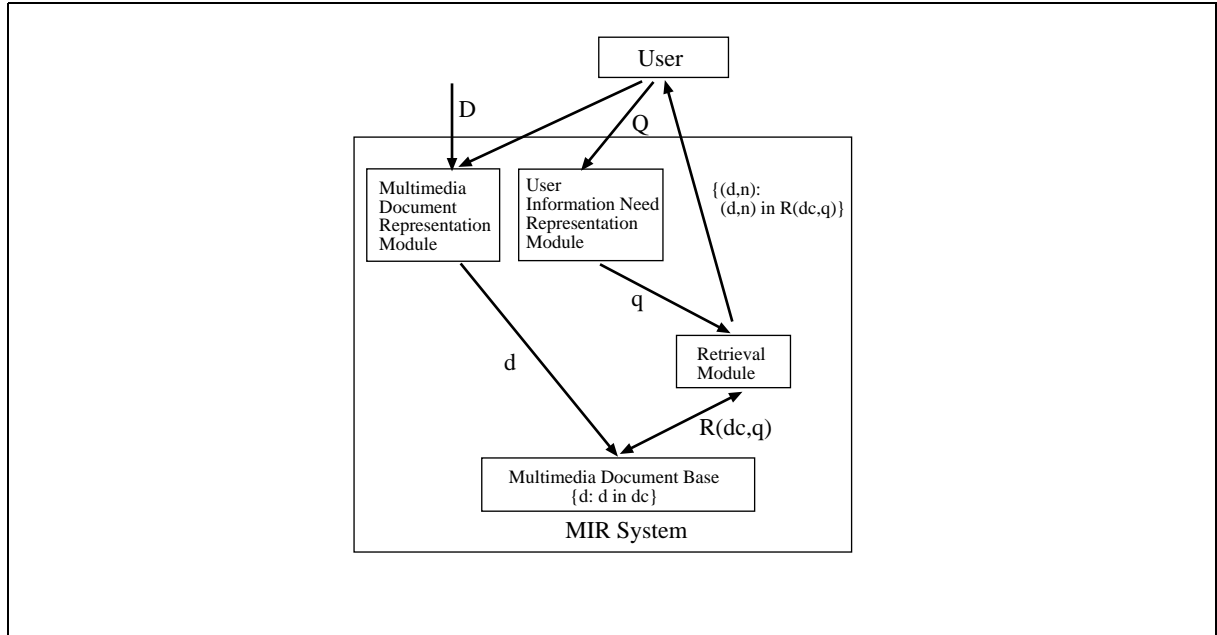 User
D
Q
Multimedia
Document
Representation
Module
User
Information Need
Representation
Module
{(d,n):
(d,n) in R(dc,q)}
q
d
Retrieval
Module
R(dc,q)
Multimedia Document Base
{d: d in dc}
MIR System